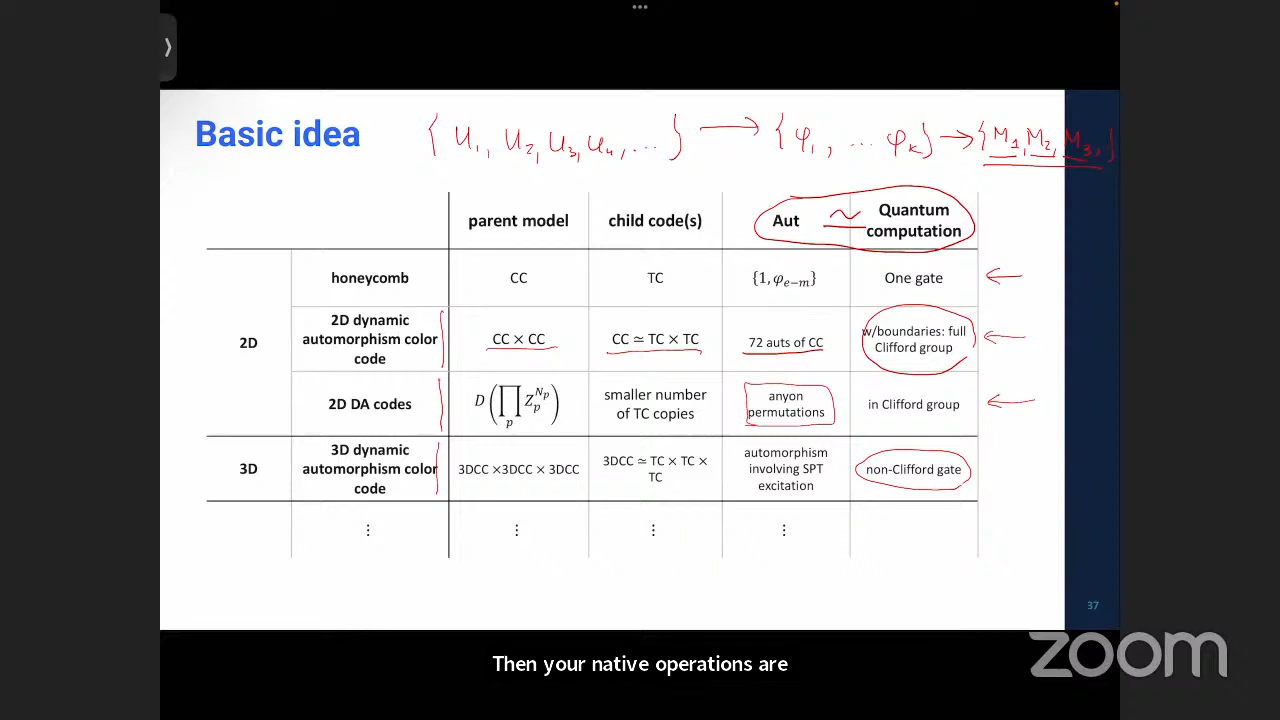 Basic idea { U1, U2, U3, U4, ... } → { φ1, ... φk } → { M1, M2, M3, }
parent model child code(s) Aut ≃ Quantum
computation
honeycomb CC TC {1, φe−m} One gate
2D
2D dynamic
automorphism color
code
CC × CC CC ≃ TC × TC 72 auts of CC
w/boundaries: full
Clifford group
2D DA codes
D(∏p Zp^Np)
smaller number
of TC copies
anyon
permutations
in Clifford group
3D
3D dynamic
automorphism color
code
3DCC ×3DCC × 3DCC
3DCC ≃ TC × TC ×
TC
automorphism
involving SPT
excitation
non-Clifford gate
⋮ ⋮ ⋮ ⋮
37
Then your native operations are
zoom